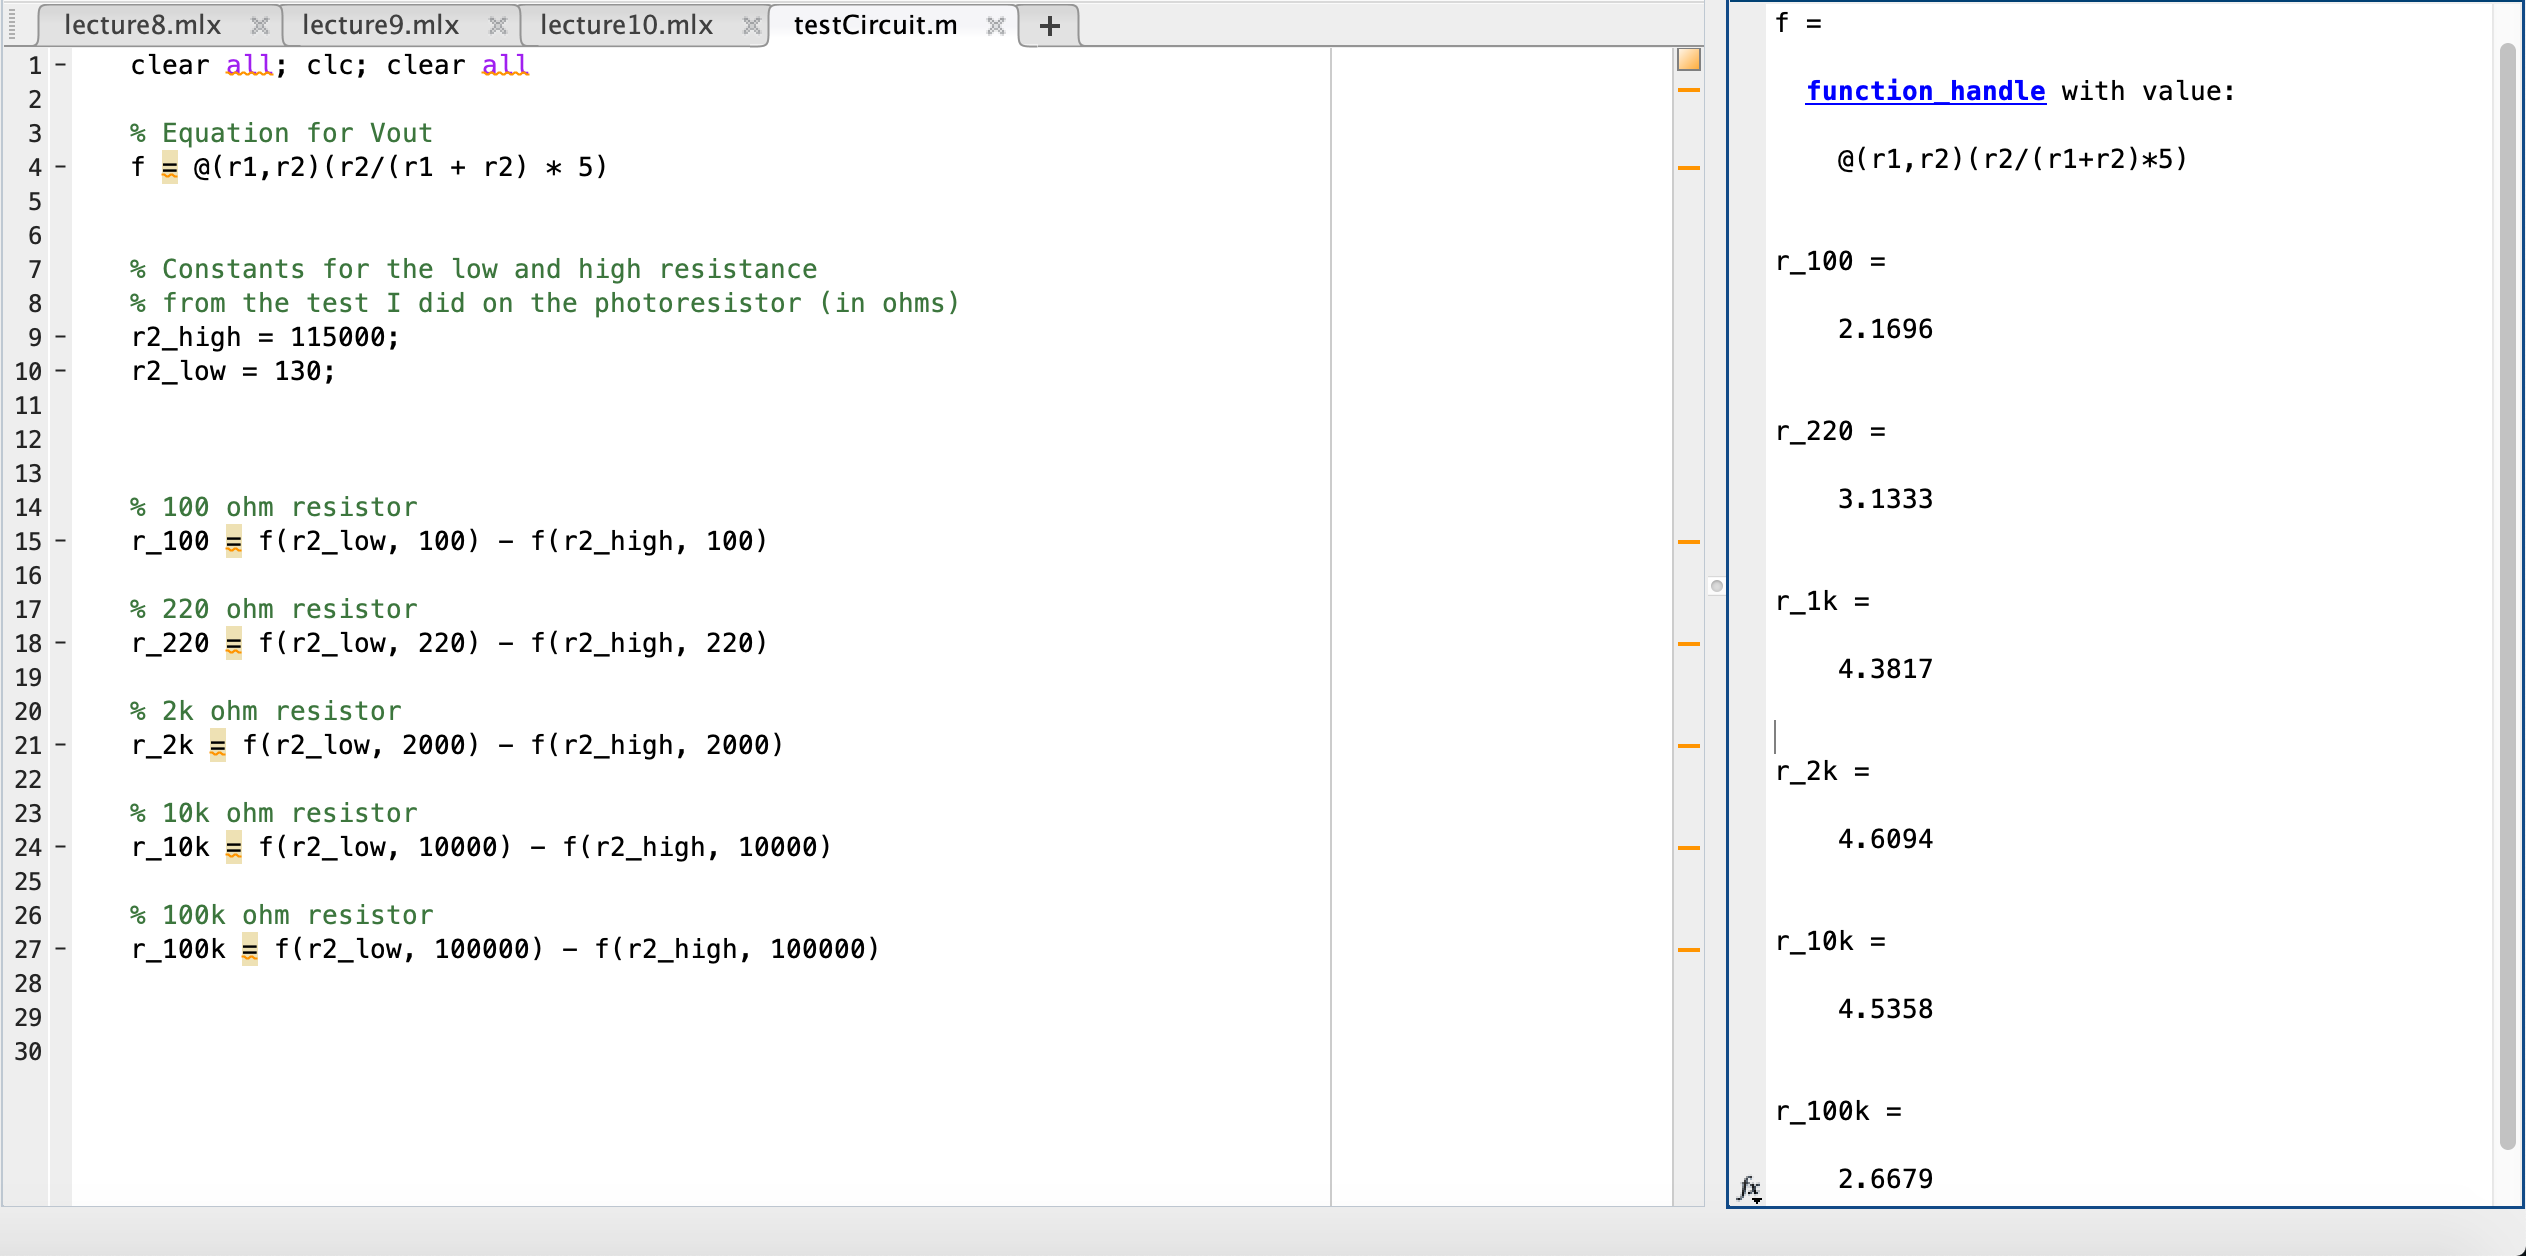 lecture8.mlx lecture9.mlx lecture10.mlx testCircuit.m +
1 – clear all; clc; clear all
2
3 % Equation for Vout
4 – f = @(r1,r2)(r2/(r1 + r2) * 5)
5
6
7 % Constants for the low and high resistance
8 % from the test I did on the photoresistor (in ohms)
9 – r2_high = 115000;
10 – r2_low = 130;
11
12
13
14 % 100 ohm resistor
15 – r_100 = f(r2_low, 100) – f(r2_high, 100)
16
17 % 220 ohm resistor
18 – r_220 = f(r2_low, 220) – f(r2_high, 220)
19
20 % 2k ohm resistor
21 – r_2k = f(r2_low, 2000) – f(r2_high, 2000)
22
23 % 10k ohm resistor
24 – r_10k = f(r2_low, 10000) – f(r2_high, 10000)
25
26 % 100k ohm resistor
27 – r_100k = f(r2_low, 100000) – f(r2_high, 100000)
28
29
30
f =
function_handle with value:
@(r1,r2)(r2/(r1+r2)*5)
r_100 =
2.1696
r_220 =
3.1333
r_1k =
4.3817
r_2k =
4.6094
r_10k =
4.5358
r_100k =
2.6679
fx